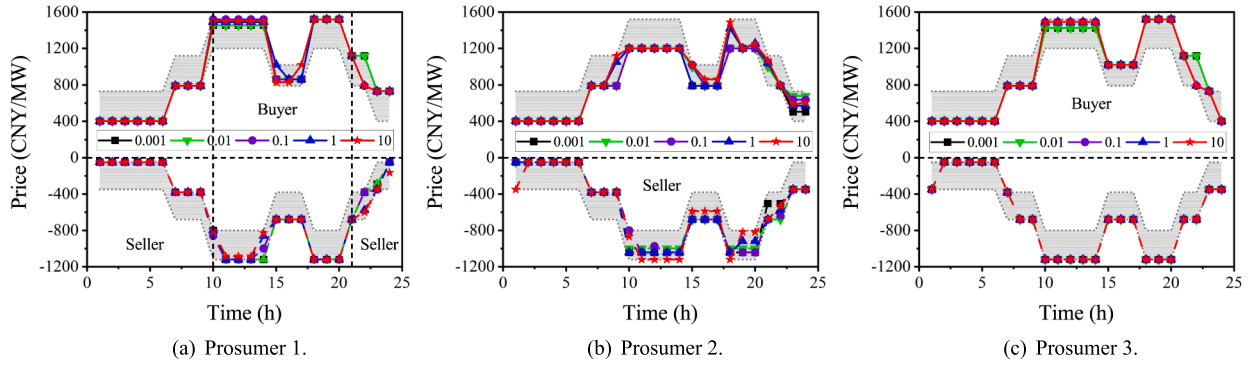 Price (CNY/MW)
1600
1200
800
400
0
-400
-800
-1200
Buyer
0.001 0.01 0.1 1 10
Seller
Seller
0 5 10 15 20 25
Time (h)
(a) Prosumer 1.
Price (CNY/MW)
1600
1200
800
400
0
-400
-800
-1200
0.001 0.01 0.1 1 10
Seller
0 5 10 15 20 25
Time (h)
(b) Prosumer 2.
Price (CNY/MW)
1600
1200
800
400
0
-400
-800
-1200
Buyer
0.001 0.01 0.1 1 10
0 5 10 15 20 25
Time (h)
(c) Prosumer 3.